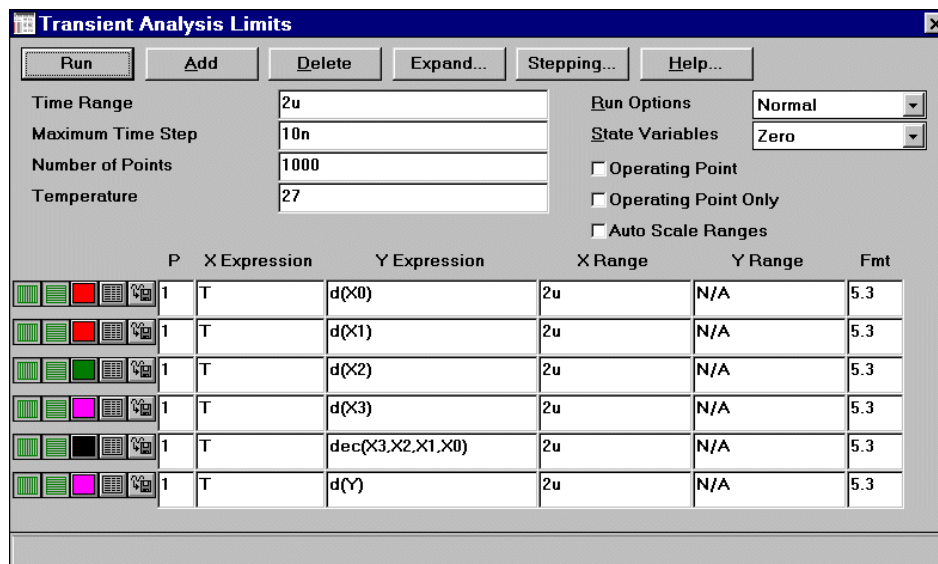 Transient Analysis Limits
Run Add Delete Expand... Stepping... Help...
Time Range 2u Run Options Normal
Maximum Time Step 10n State Variables Zero
Number of Points 1000 Operating Point
Temperature 27 Operating Point Only
Auto Scale Ranges
P X Expression Y Expression X Range Y Range Fmt
1 T d(X0) 2u N/A 5.3
1 T d(X1) 2u N/A 5.3
1 T d(X2) 2u N/A 5.3
1 T d(X3) 2u N/A 5.3
1 T dec(X3,X2,X1,X0) 2u N/A 5.3
1 T d(Y) 2u N/A 5.3